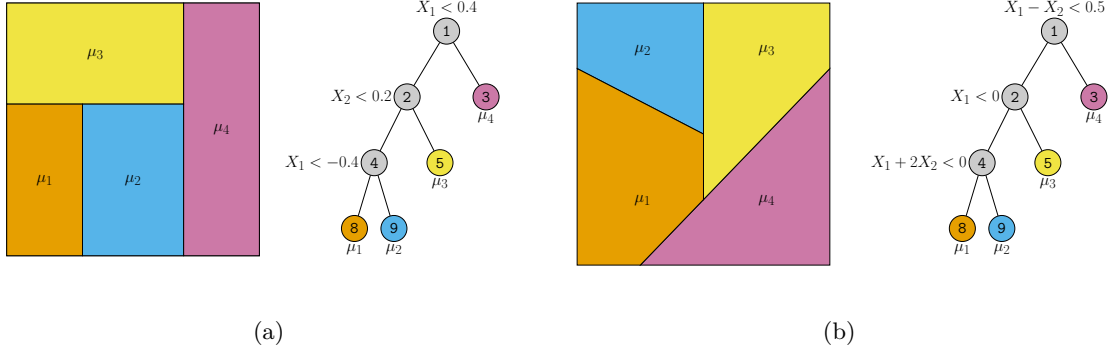 X₁ < 0.4
1
X₂ < 0.2
2
3
μ₄
X₁ < −0.4
4
5
μ₃
8
9
μ₁
μ₂
μ₃
μ₁
μ₂
μ₄
(a)
X₁ − X₂ < 0.5
1
X₁ < 0
2
3
μ₄
X₁ + 2X₂ < 0
4
5
μ₃
8
9
μ₁
μ₂
μ₂
μ₃
μ₁
μ₄
(b)